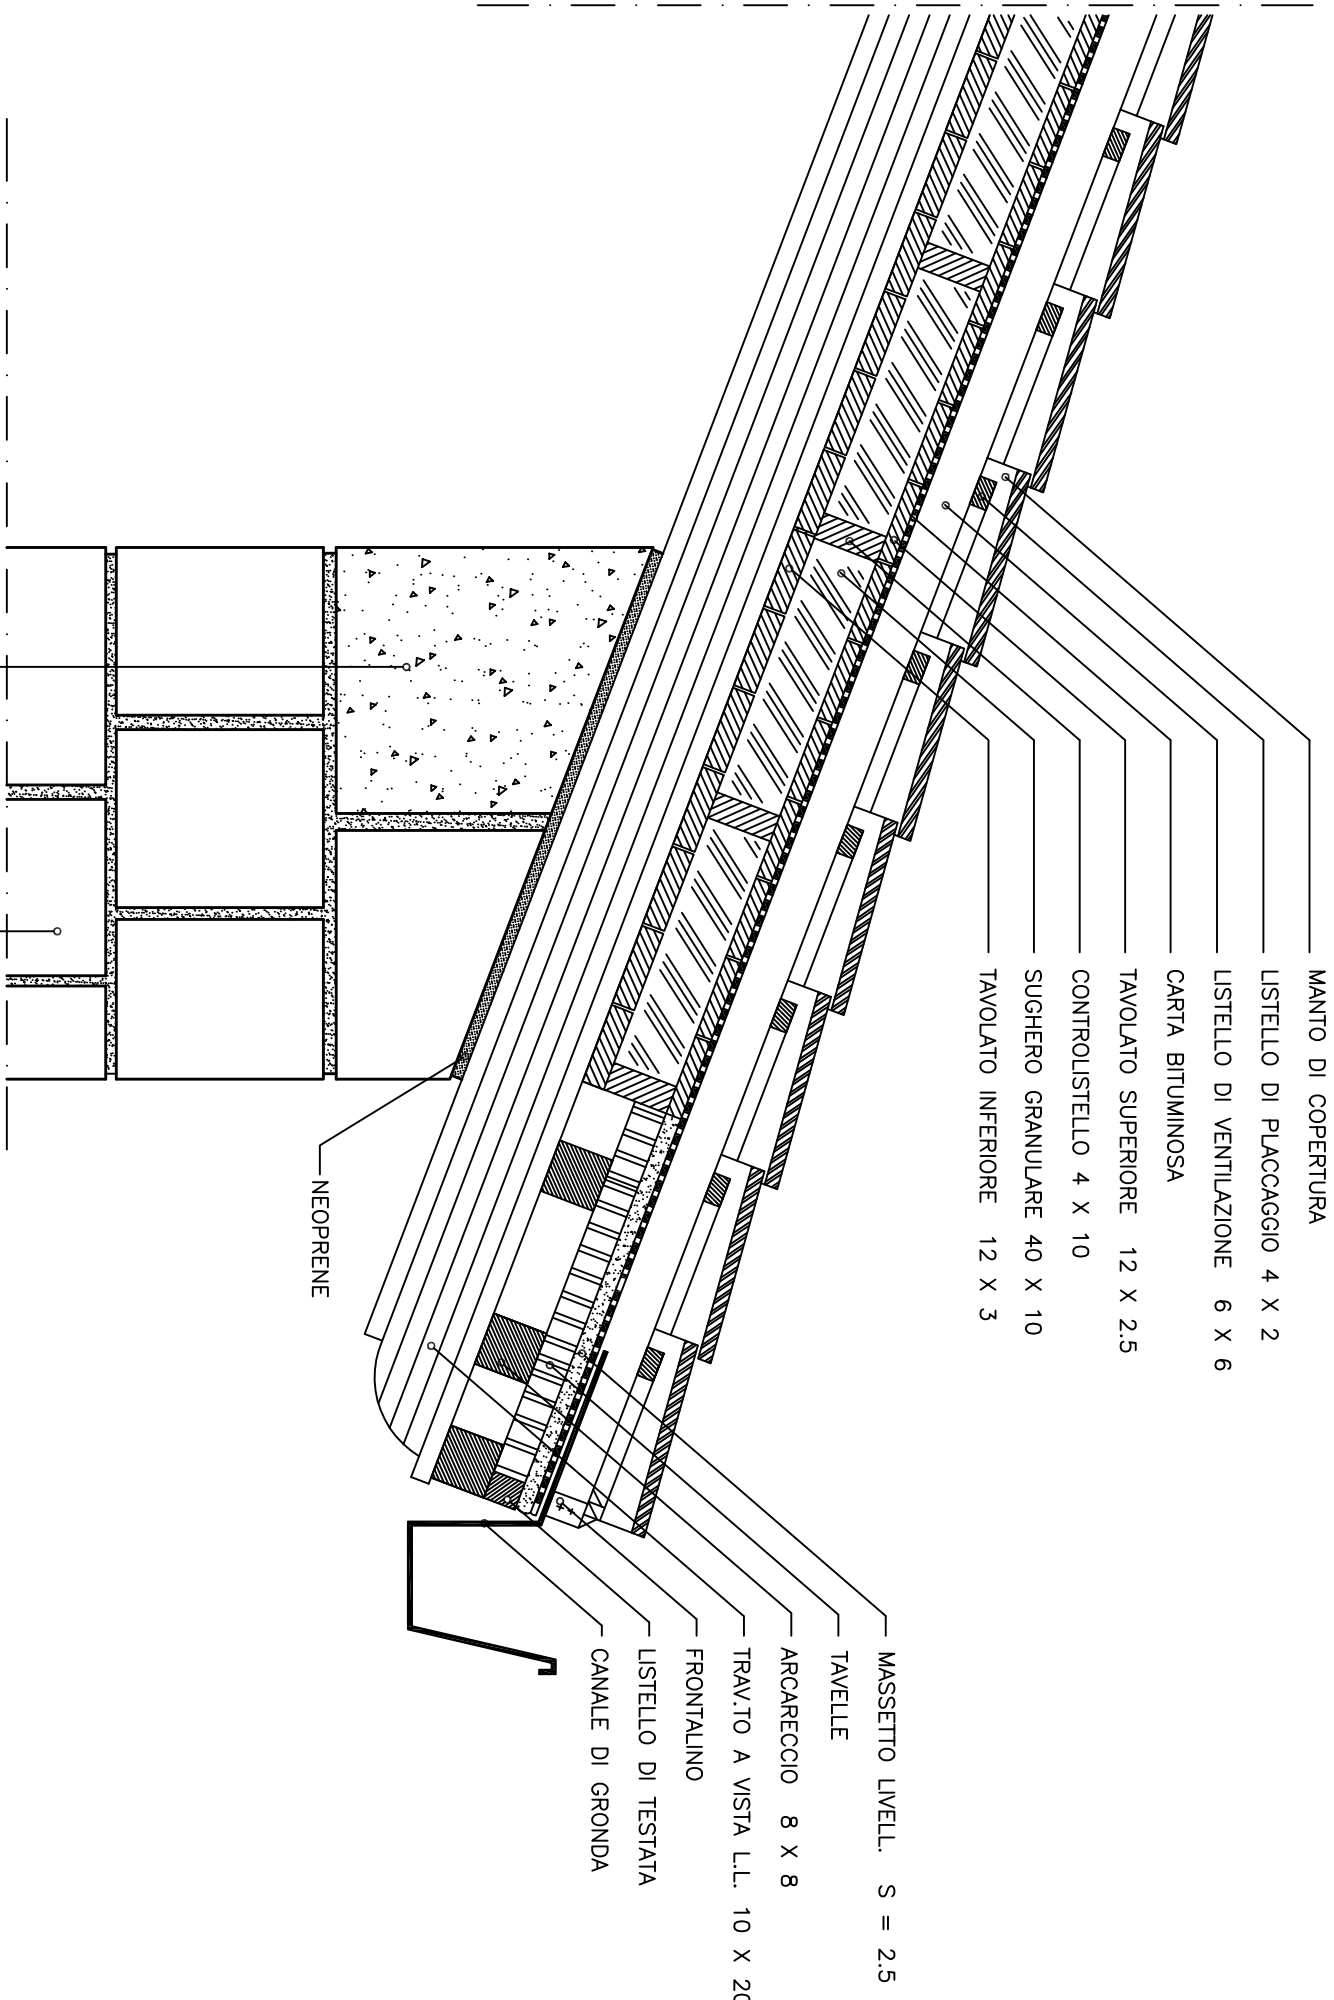 MANTO DI COPERTURA
LISTELLO DI PLACCAGGIO 4 X 2
LISTELLO DI VENTILAZIONE 6 X 6
CARTA BITUMINOSA
TAVOLATO SUPERIORE 12 X 2.5
CONTROLISTELLO 4 X 10
SUGHERO GRANULARE 40 X 10
TAVOLATO INFERIORE 12 X 3
NEOPRENE
MASSETTO LIVELL. S = 2.5
TAVELLE
ARCARECCIO 8 X 8
TRAV.TO A VISTA L.L. 10 X 20
FRONTALINO
LISTELLO DI TESTATA
CANALE DI GRONDA